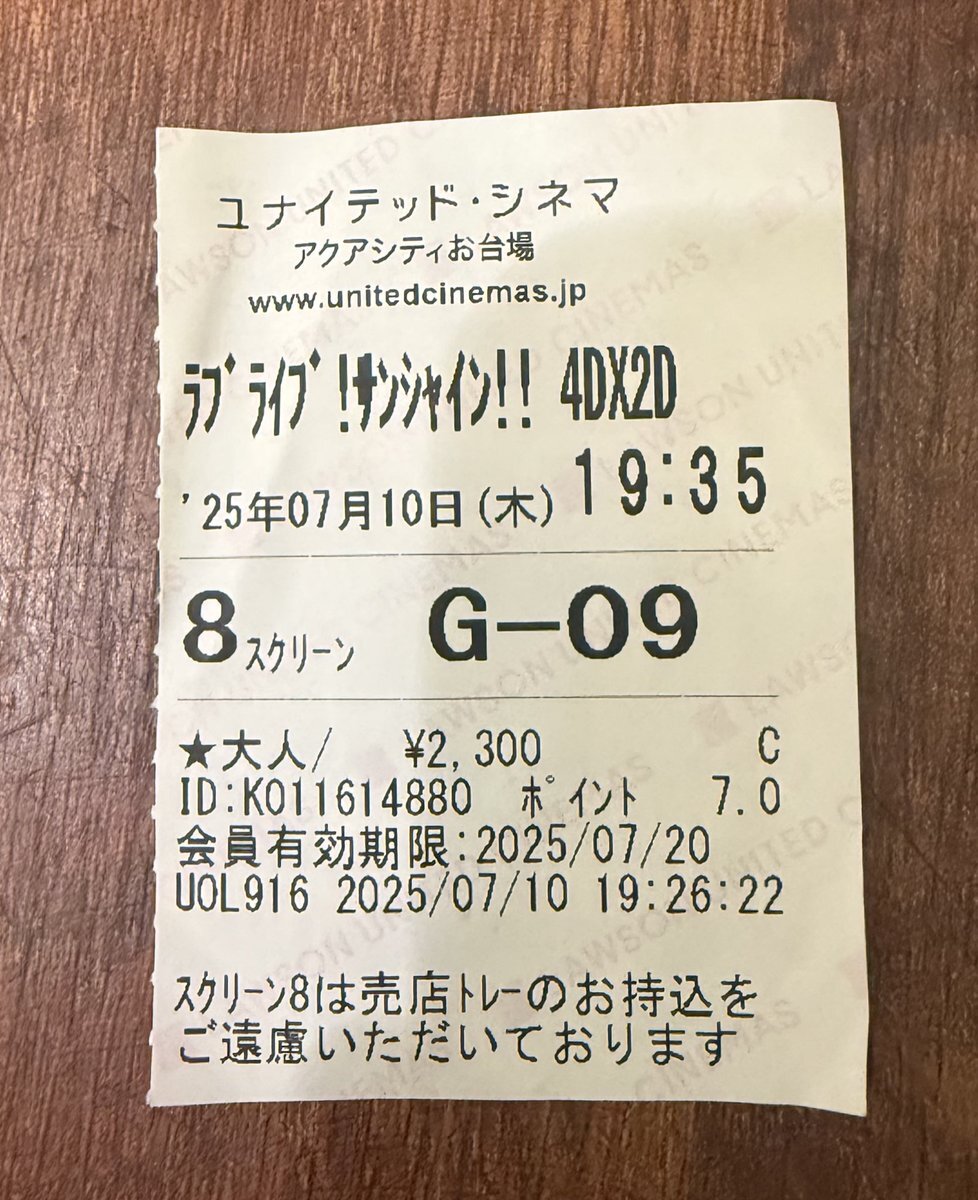 ユナイテッド・シネマ
アクアシティお台場
www.unitedcinemas.jp
ﾗﾌﾞﾗｲﾌﾞ!ｻﾝｼｬｲﾝ!! 4DX2D
'25年07月10日(木) 19:35
8スクリーン G-09
★大人/ ¥2,300 C
ID:K011614880 ﾎﾟｲﾝﾄ 7.0
会員有効期限:2025/07/20
UOL916 2025/07/10 19:26:22
ｽｸﾘｰﾝ8は売店ﾄﾚｰのお持込を
ご遠慮いただいております